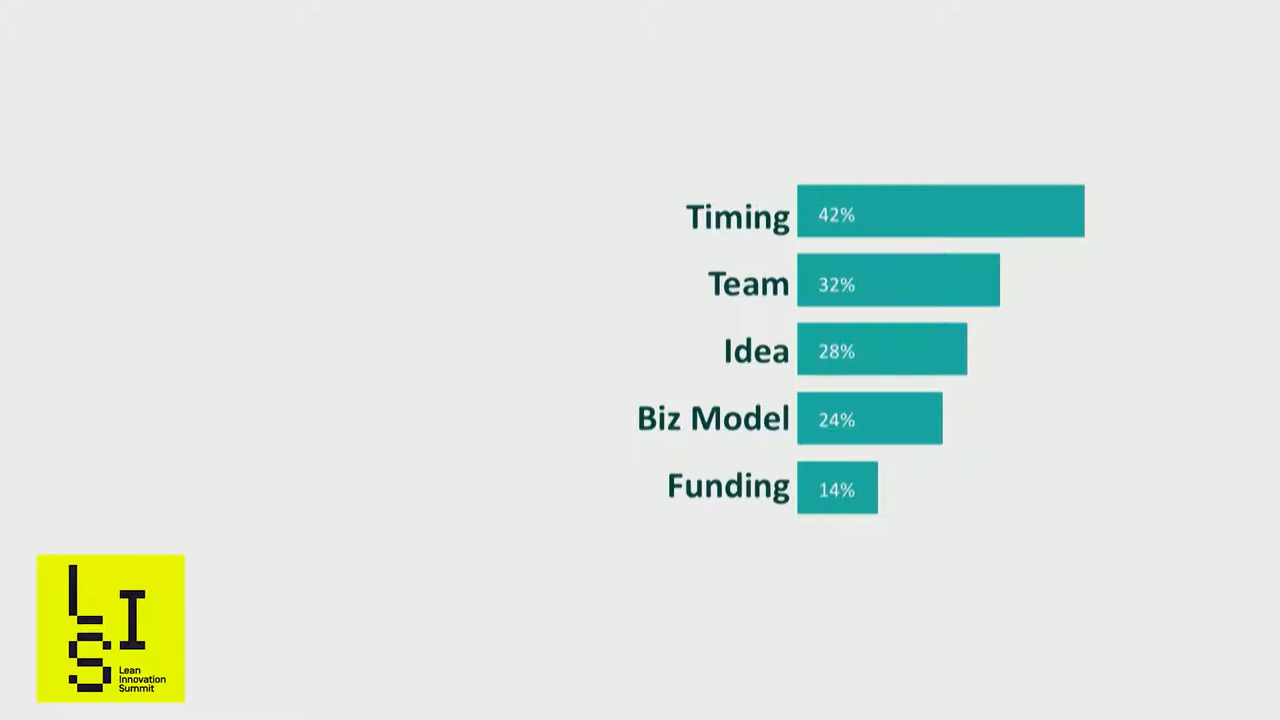 Timing 42%
Team 32%
Idea 28%
Biz Model 24%
Funding 14%
LIS
Lean
Innovation
Summit